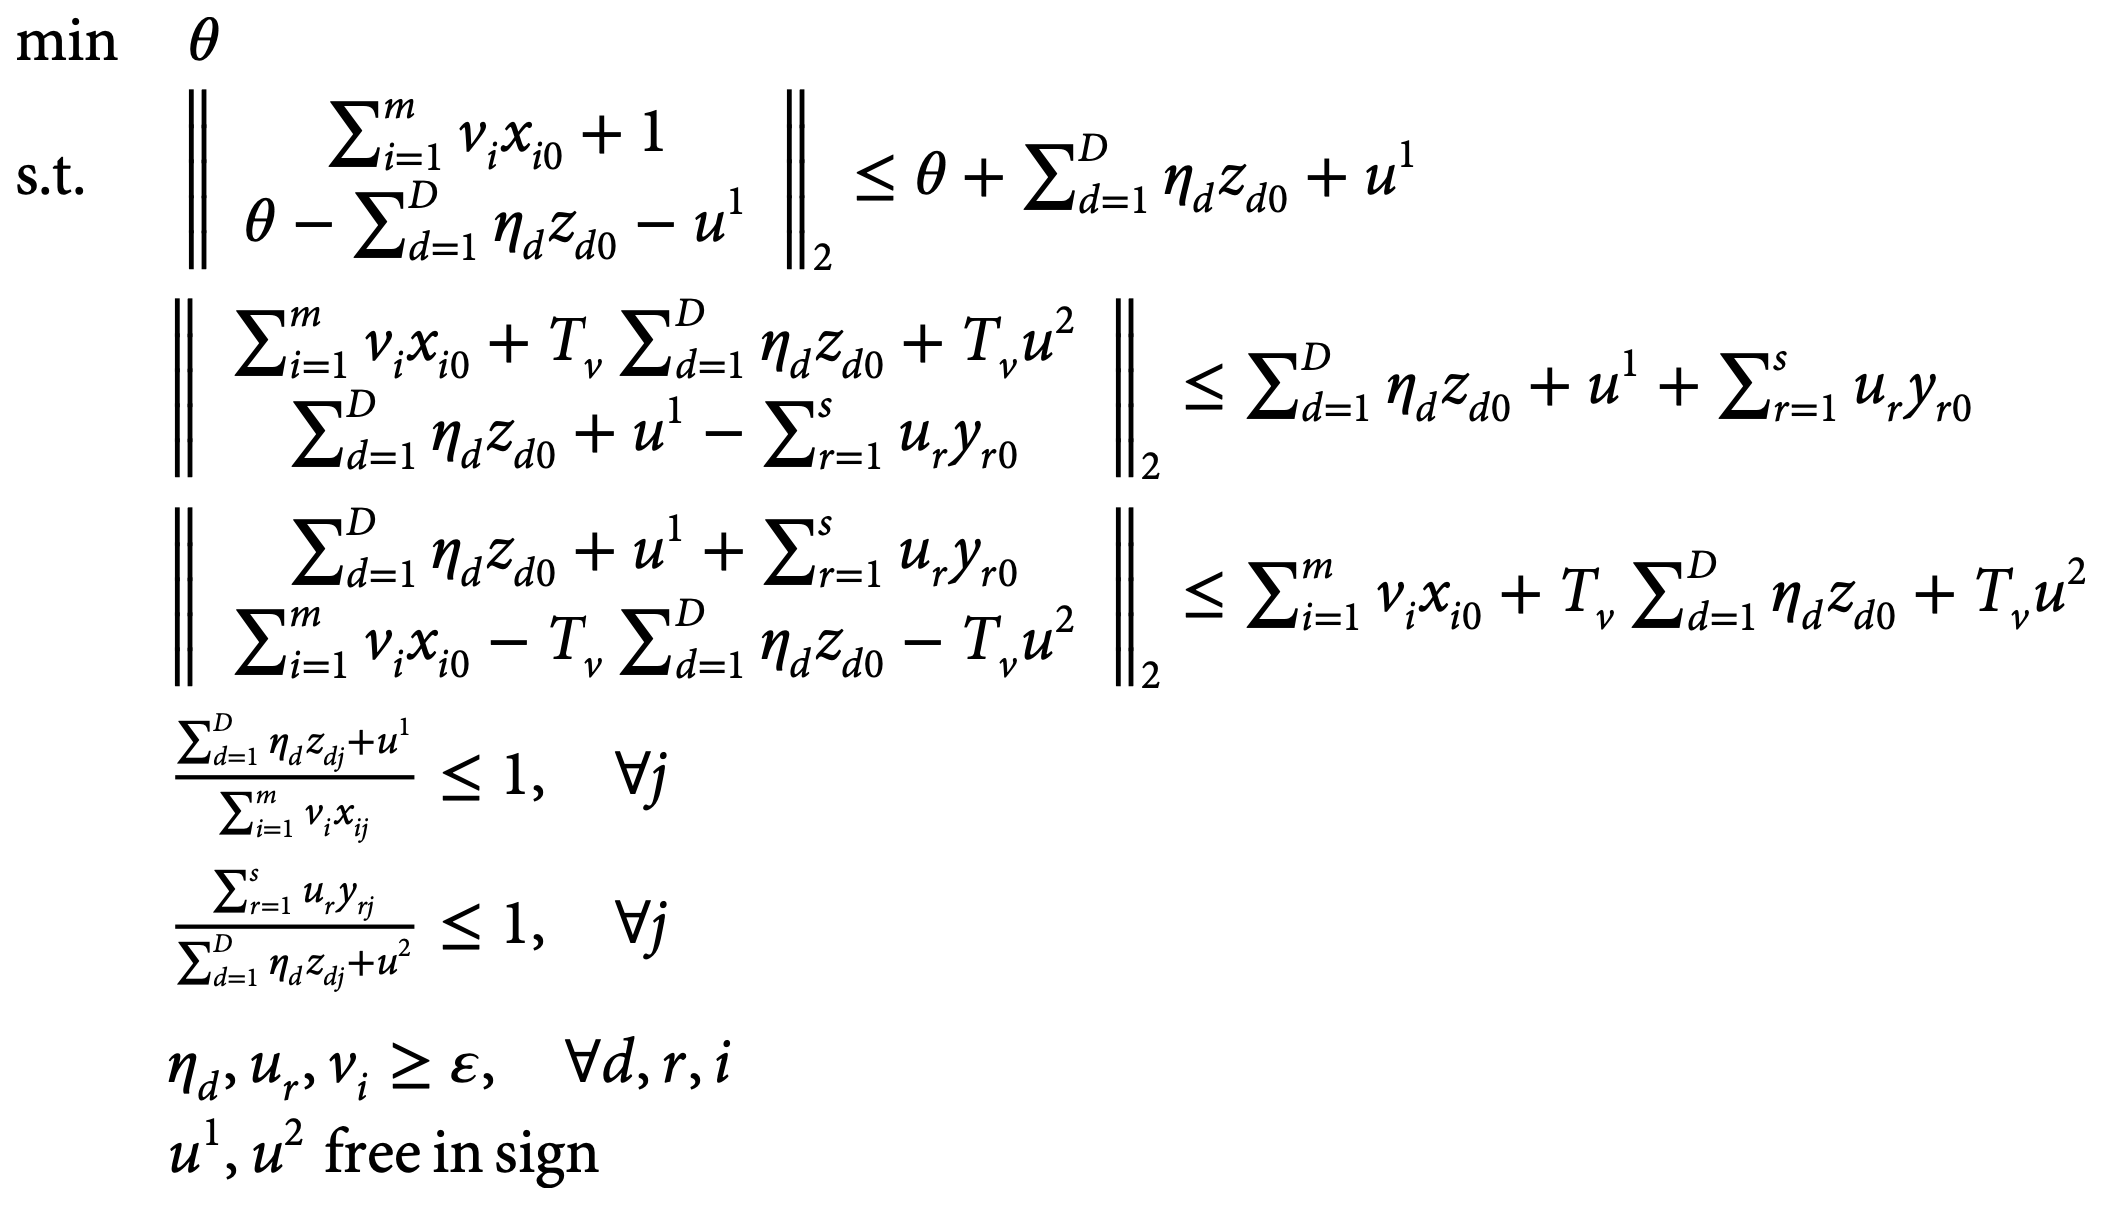 min θ
s.t. ‖ ∑_{i=1}^{m} v_i x_{i0} + 1 ; θ − ∑_{d=1}^{D} η_d z_{d0} − u^1 ‖_2 ≤ θ + ∑_{d=1}^{D} η_d z_{d0} + u^1
‖ ∑_{i=1}^{m} v_i x_{i0} + T_v ∑_{d=1}^{D} η_d z_{d0} + T_v u^2 ; ∑_{d=1}^{D} η_d z_{d0} + u^1 − ∑_{r=1}^{s} u_r y_{r0} ‖_2 ≤ ∑_{d=1}^{D} η_d z_{d0} + u^1 + ∑_{r=1}^{s} u_r y_{r0}
‖ ∑_{d=1}^{D} η_d z_{d0} + u^1 + ∑_{r=1}^{s} u_r y_{r0} ; ∑_{i=1}^{m} v_i x_{i0} − T_v ∑_{d=1}^{D} η_d z_{d0} − T_v u^2 ‖_2 ≤ ∑_{i=1}^{m} v_i x_{i0} + T_v ∑_{d=1}^{D} η_d z_{d0} + T_v u^2
\frac{∑_{d=1}^{D} η_d z_{dj} + u^1}{∑_{i=1}^{m} v_i x_{ij}} ≤ 1, ∀j
\frac{∑_{r=1}^{s} u_r y_{rj}}{∑_{d=1}^{D} η_d z_{dj} + u^2} ≤ 1, ∀j
η_d, u_r, v_i ≥ ε, ∀d, r, i
u^1, u^2 free in sign